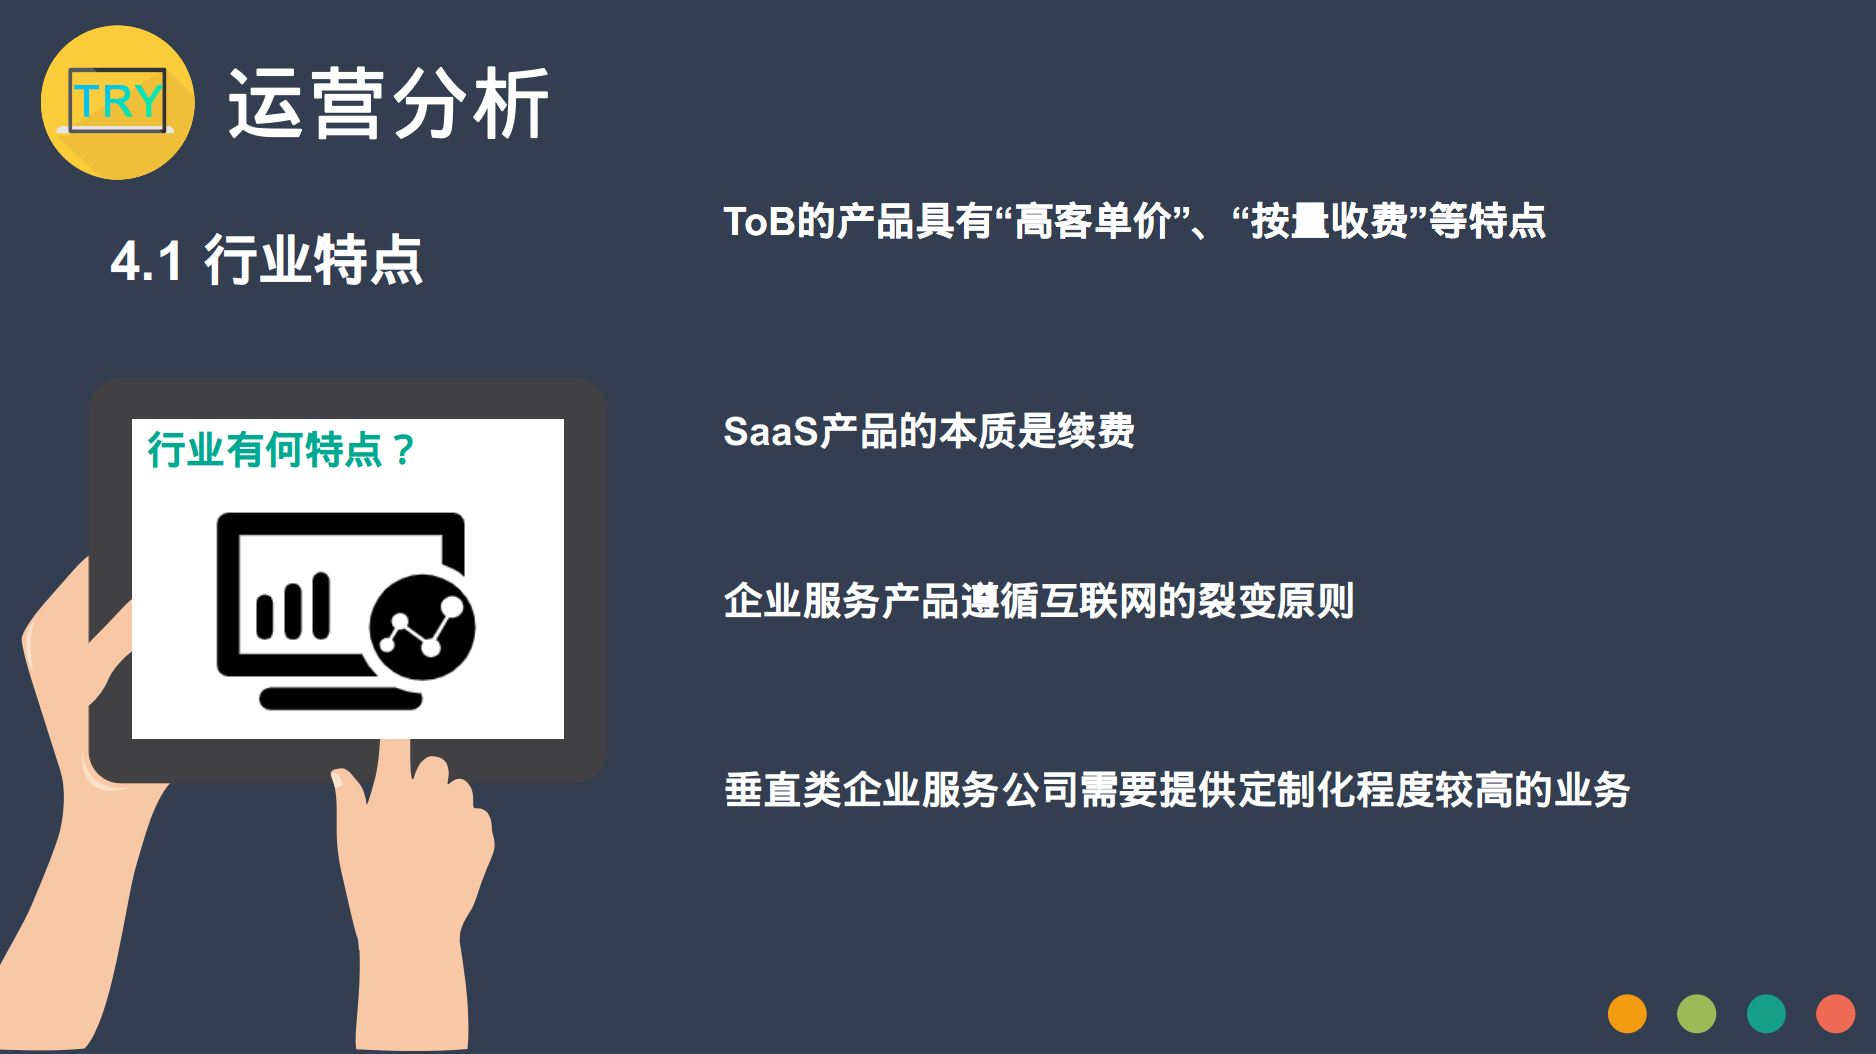 TRY
运营分析
4.1 行业特点
行业有何特点？
ToB的产品具有“高客单价”、“按量收费”等特点
SaaS产品的本质是续费
企业服务产品遵循互联网的裂变原则
垂直类企业服务公司需要提供定制化程度较高的业务